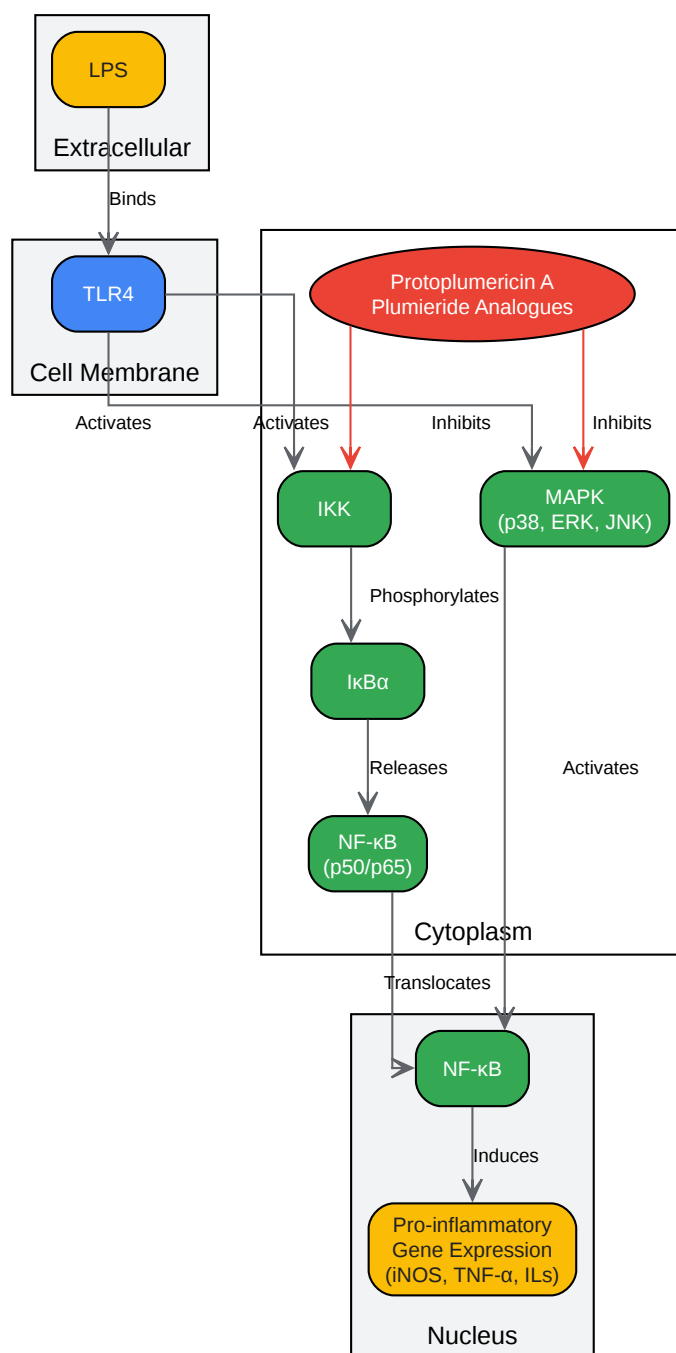 LPS
Extracellular
Binds
TLR4
Cell Membrane
Protoplumericin A
Plumieride Analogues
Activates
Activates
Inhibits
Inhibits
IKK
MAPK
(p38, ERK, JNK)
Phosphorylates
IκBα
Releases
Activates
NF-κB
(p50/p65)
Cytoplasm
Translocates
NF-κB
Induces
Pro-inflammatory
Gene Expression
(iNOS, TNF-α, ILs)
Nucleus